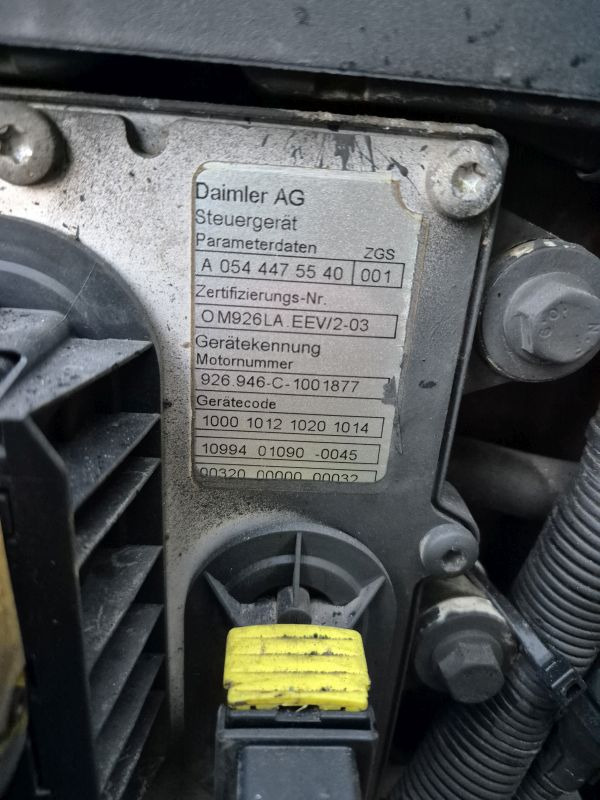 Daimler AG
Steuergerät
Parameterdaten ZGS
A 054 447 55 40 001
Zertifizierungs-Nr.
OM926LA.EEV/2-03
Gerätekennung
Motornummer
926.946-C-1001877
Gerätecode
1000 1012 1020 1014
10994 01090 -0045
00320 00000 00032